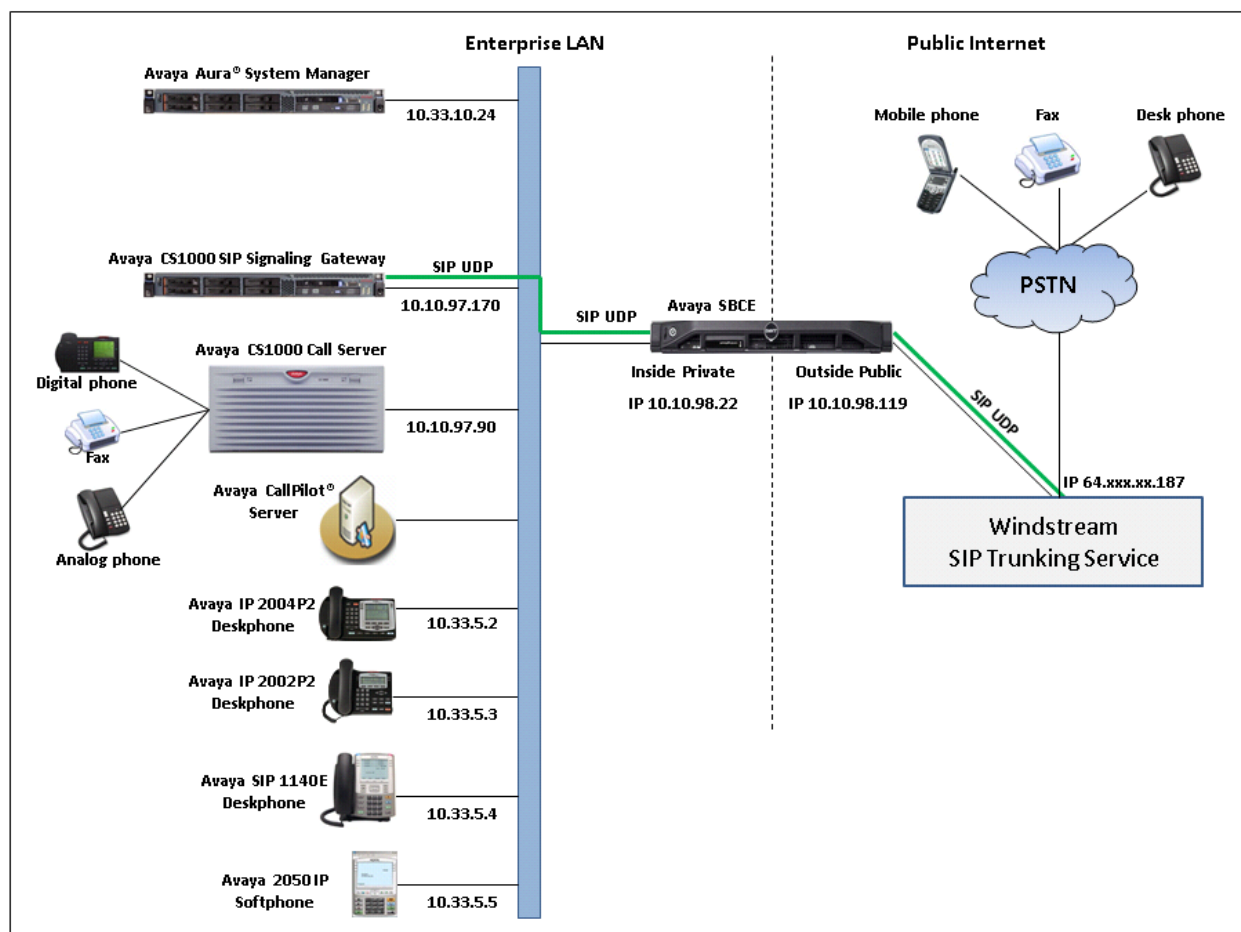 Enterprise LAN
Public Internet
Avaya Aura® System Manager
10.33.10.24
Mobile phone
Fax
Desk phone
Avaya CS1000 SIP Signaling Gateway
SIP UDP
10.10.97.170
SIP UDP
Avaya SBCE
PSTN
Avaya CS1000 Call Server
Digital phone
Inside Private
Outside Public
IP 10.10.98.22
IP 10.10.98.119
SIP UDP
Fax
10.10.97.90
Avaya CallPilot®
Server
Analog phone
IP 64.xxx.xx.187
Windstream
SIP Trunking Service
Avaya IP 2004P2
Deskphone
10.33.5.2
Avaya IP 2002P2
Deskphone
10.33.5.3
Avaya SIP 1140E
Deskphone
10.33.5.4
Avaya 2050IP
Softphone
10.33.5.5